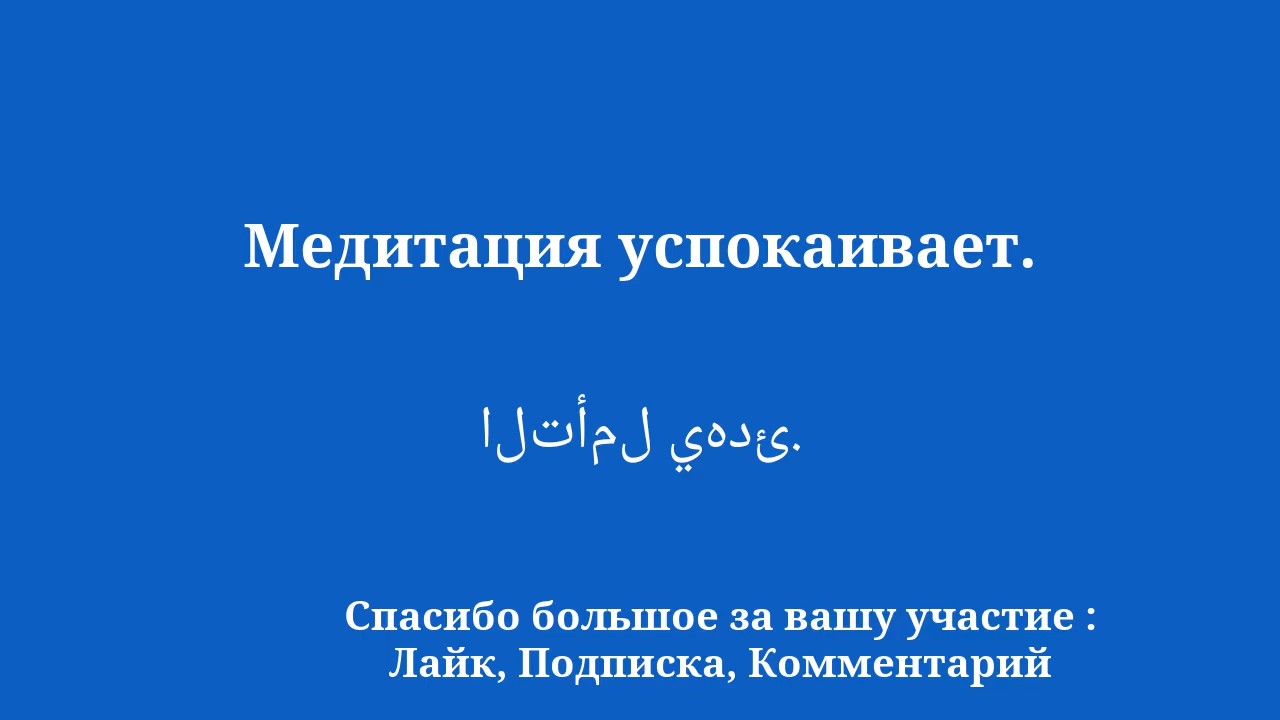 Медитация успокаивает.
التأمل يهدئ.
Спасибо большое за вашу участие :
Лайк, Подписка, Комментарий